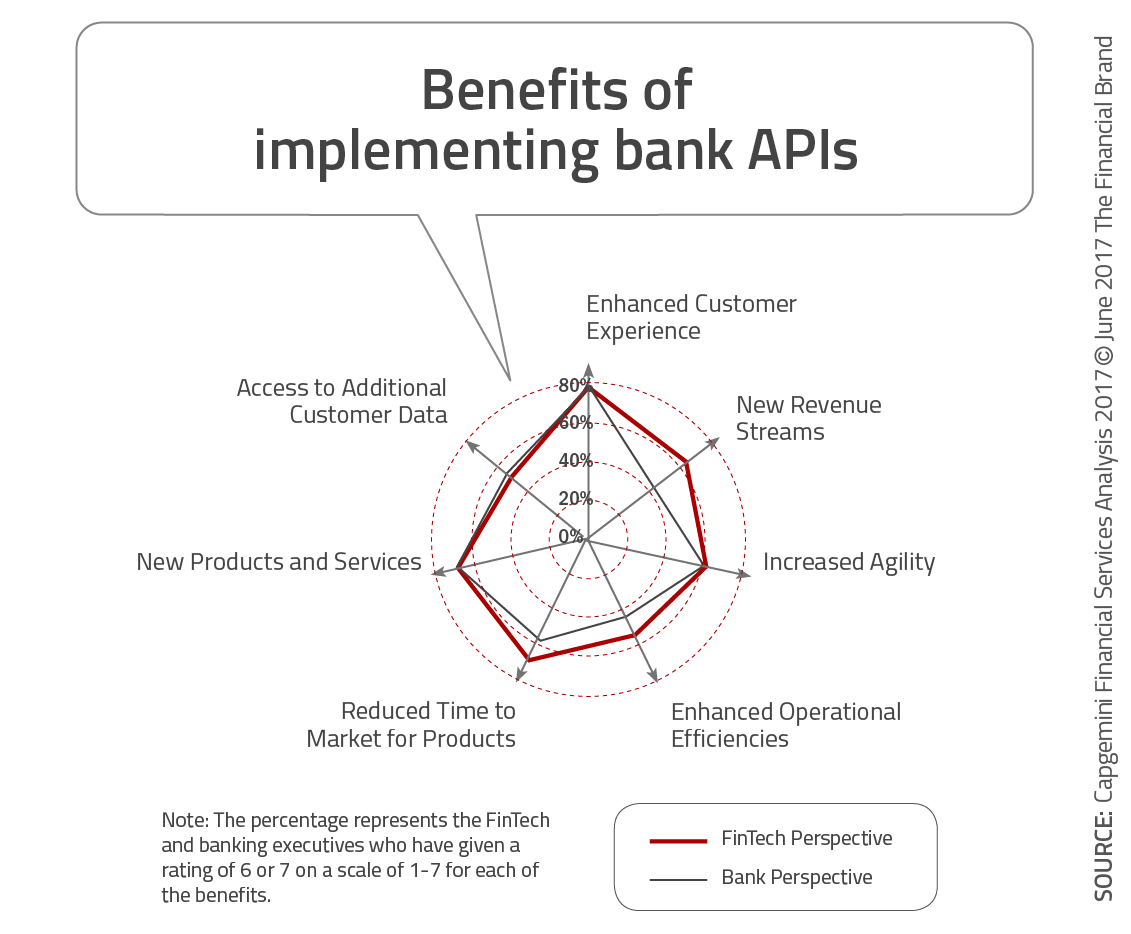 Benefits of
implementing bank APIs
Enhanced Customer
Experience
Access to Additional
Customer Data
New Revenue
Streams
80%
60%
40%
20%
0%
New Products and Services
Increased Agility
Reduced Time to
Market for Products
Enhanced Operational
Efficiencies
Note: The percentage represents the FinTech
and banking executives who have given a
rating of 6 or 7 on a scale of 1-7 for each of
the benefits.
FinTech Perspective
Bank Perspective
SOURCE: Capgemini Financial Services Analysis 2017 © June 2017 The Financial Brand